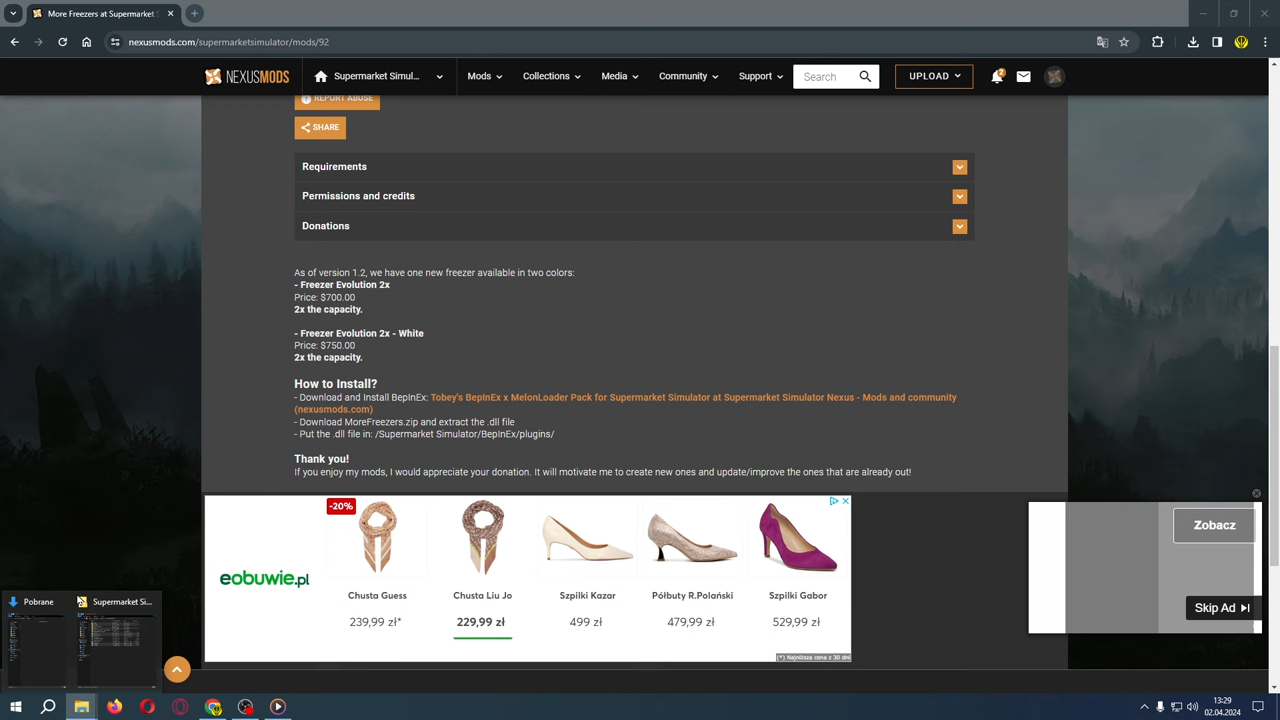 More Freezers at Supermarket S
nexusmods.com/supermarketsimulator/mods/92
NEXUSMODS
Supermarket Simul...
Mods
Collections
Media
Community
Support
Search
UPLOAD
2
REPORT ABUSE
SHARE
Requirements
Permissions and credits
Donations
As of version 1.2, we have one new freezer available in two colors:
- Freezer Evolution 2x
Price: $700.00
2x the capacity.
- Freezer Evolution 2x - White
Price: $750.00
2x the capacity.
How to Install?
- Download and Install BepInEx: Tobey's BepInEx x MelonLoader Pack for Supermarket Simulator at Supermarket Simulator Nexus - Mods and community
(nexusmods.com)
- Download MoreFreezers.zip and extract the .dll file
- Put the .dll file in: /Supermarket Simulator/BepInEx/plugins/
Thank you!
If you enjoy my mods, I would appreciate your donation. It will motivate me to create new ones and update/improve the ones that are already out!
-20%
eobuwie.pl
Chusta Guess
239,99 zł*
Chusta Liu Jo
229,99 zł
Szpilki Kazar
499 zł
Półbuty R.Polański
479,99 zł
Szpilki Gabor
529,99 zł
(*) Najniższa cena z 30 dni
Zobacz
Skip Ad
Pobrane
Supermarket Si...
13:29
02.04.2024